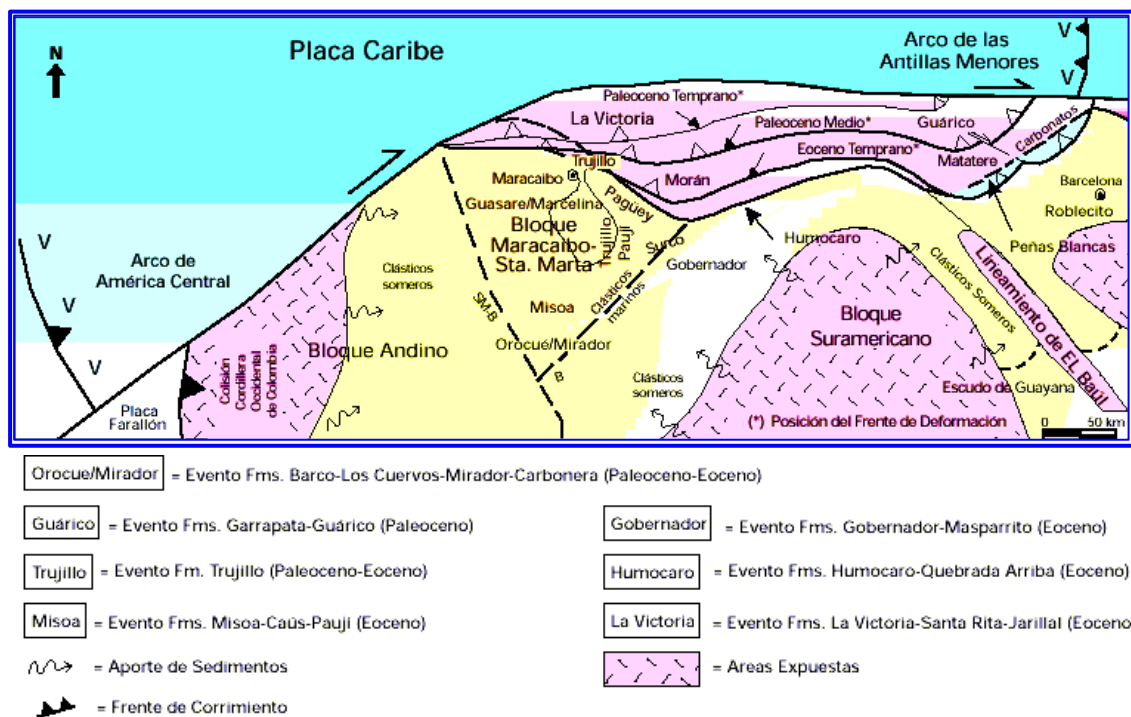 Placa Caribe
N
Arco de las
Antillas Menores
V
V
Paleoceno Temprano*
La Victoria
Paleoceno Medio*
Guárico
Carbonatos
Eoceno Temprano*
Matatere
Trujillo
Maracaibo
Morán
Barcelona
Guasare/Marcelina
Pagüey
Roblecito
Bloque
Maracaibo-
Sta. Marta
Trujillo
Paují
Surco
Humocaro
Peñas Blancas
Gobernador
V
Arco de
América Central
V
V
Clásticos
someros
SM-B
Misoa
Clásticos
marinos
Clásticos Someros
Lineamiento de EL Baúl
Bloque
Suramericano
Bloque Andino
Orocue/Mirador
B
Colisión
Cordillera
Occidental
de Colombia
Clásticos
someros
Escudo de Guayana
Placa
Farallón
(*) Posición del Frente de Deformación
0 50 km
Orocue/Mirador = Evento Fms. Barco-Los Cuervos-Mirador-Carbonera (Paleoceno-Eoceno)
Guárico = Evento Fms. Garrapata-Guárico (Paleoceno)
Gobernador = Evento Fms. Gobernador-Masparrito (Eoceno)
Trujillo = Evento Fm. Trujillo (Paleoceno-Eoceno)
Humocaro = Evento Fms. Humocaro-Quebrada Arriba (Eoceno)
Misoa = Evento Fms. Misoa-Caús-Paují (Eoceno)
La Victoria = Evento Fms. La Victoria-Santa Rita-Jarillal (Eoceno
= Aporte de Sedimentos
= Areas Expuestas
= Frente de Corrimiento